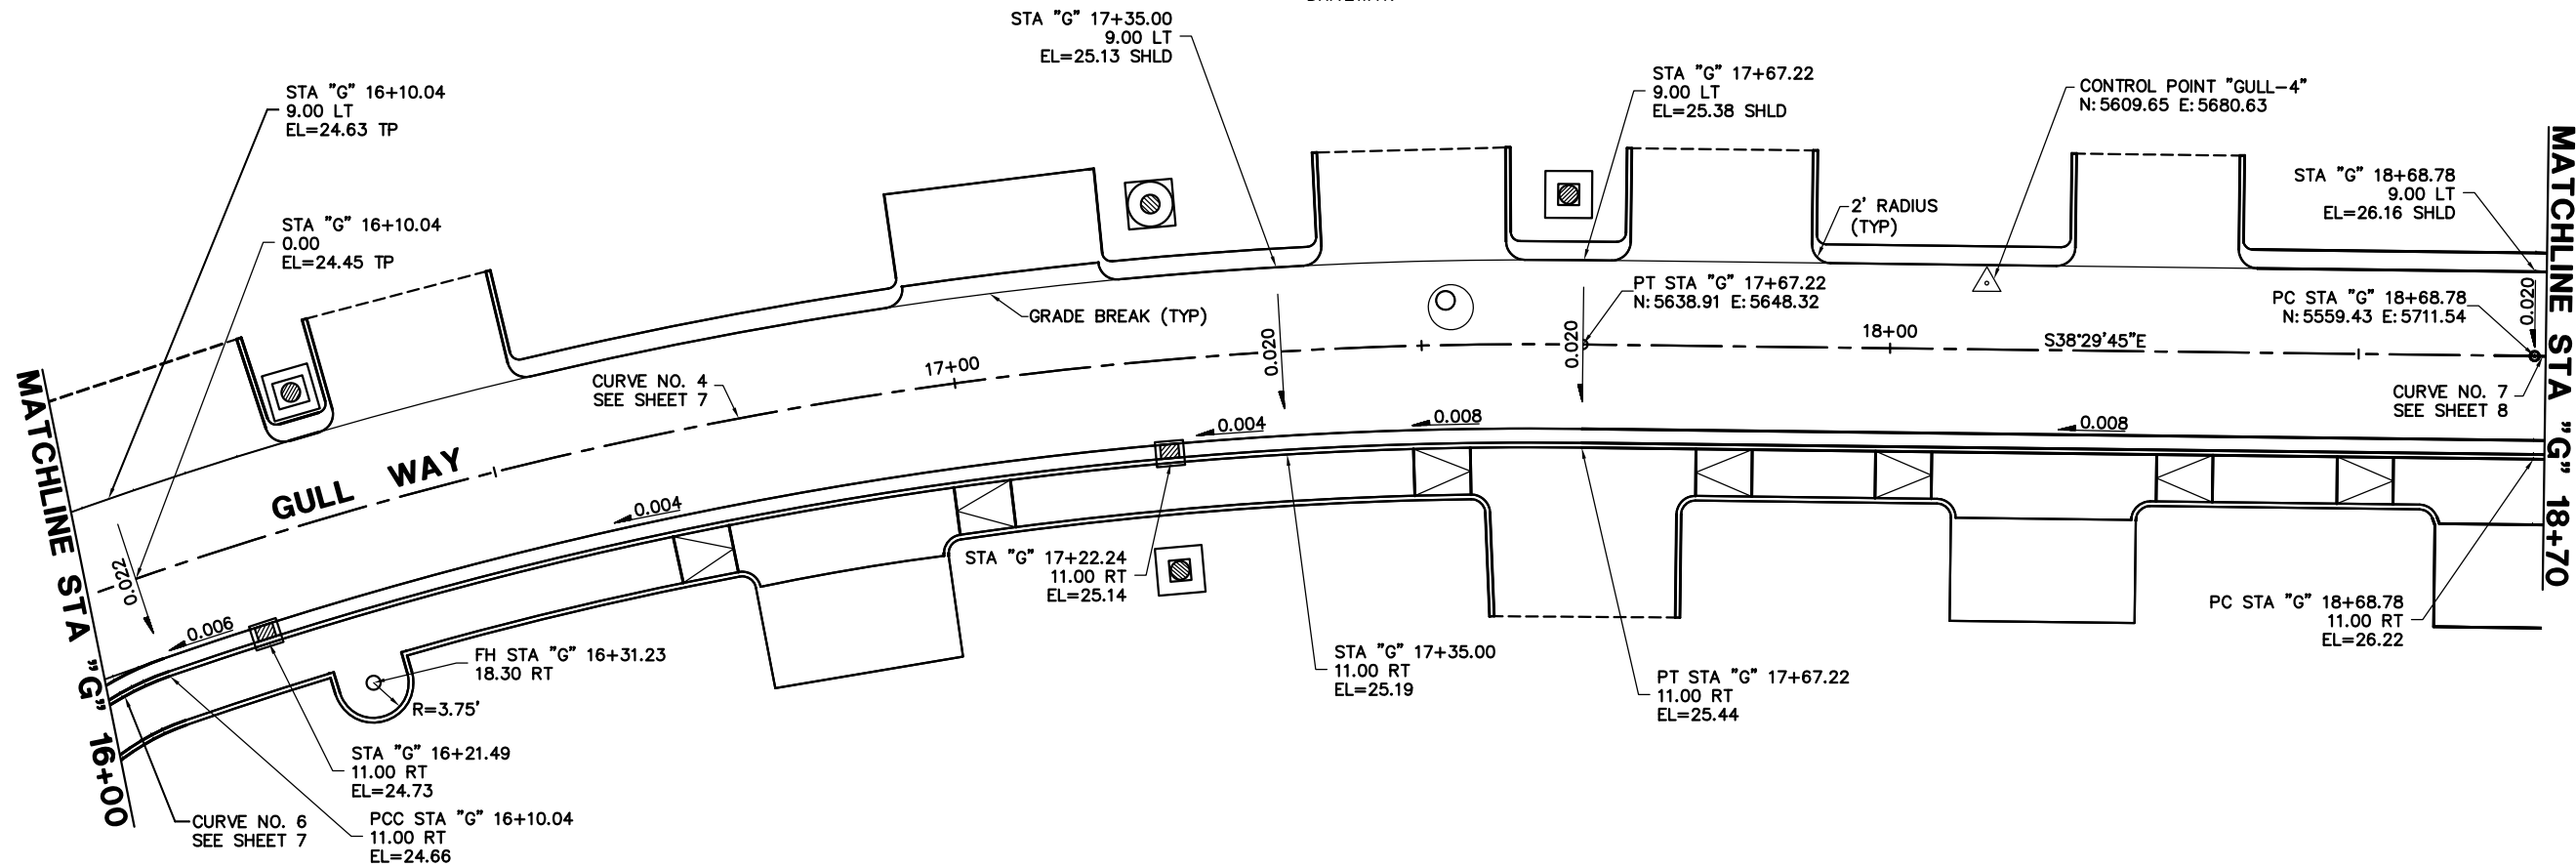 STA "G" 17+35.00
9.00 LT
EL=25.13 SHLD
STA "G" 16+10.04
9.00 LT
EL=24.63 TP
STA "G" 17+67.22
9.00 LT
EL=25.38 SHLD
CONTROL POINT "GULL-4"
N:5609.65 E:5680.63
STA "G" 18+68.78
9.00 LT
EL=26.16 SHLD
2' RADIUS
(TYP)
STA "G" 16+10.04
0.00
EL=24.45 TP
PT STA "G" 17+67.22
N:5638.91 E:5648.32
PC STA "G" 18+68.78
N:5559.43 E:5711.54
0.020
GRADE BREAK (TYP)
0.020
0.020
18+00
S38°29'45"E
17+00
CURVE NO. 4
SEE SHEET 7
CURVE NO. 7
SEE SHEET 8
0.004
0.008
0.008
GULL WAY
0.004
0.022
0.006
STA "G" 17+22.24
11.00 RT
EL=25.14
FH STA "G" 16+31.23
18.30 RT
R=3.75'
STA "G" 17+35.00
11.00 RT
EL=25.19
PT STA "G" 17+67.22
11.00 RT
EL=25.44
PC STA "G" 18+68.78
11.00 RT
EL=26.22
STA "G" 16+21.49
11.00 RT
EL=24.73
CURVE NO. 6
SEE SHEET 7
PCC STA "G" 16+10.04
11.00 RT
EL=24.66
MATCHLINE STA "G" 16+00
MATCHLINE STA "G" 18+70